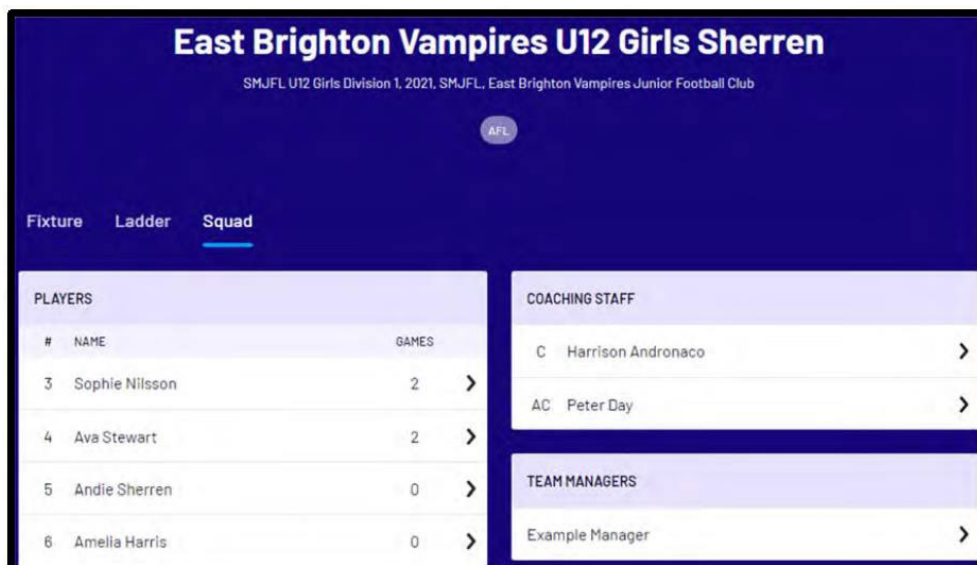 East Brighton Vampires U12 Girls Sherren
SMJFL U12 Girls Division 1, 2021, SMJFL, East Brighton Vampires Junior Football Club
AFL
Fixture Ladder Squad
PLAYERS
# NAME GAMES
3 Sophie Nilsson 2
4 Ava Stewart 2
5 Andie Sherren 0
6 Amelia Harris 0
COACHING STAFF
C Harrison Andronaco
AC Peter Day
TEAM MANAGERS
Example Manager